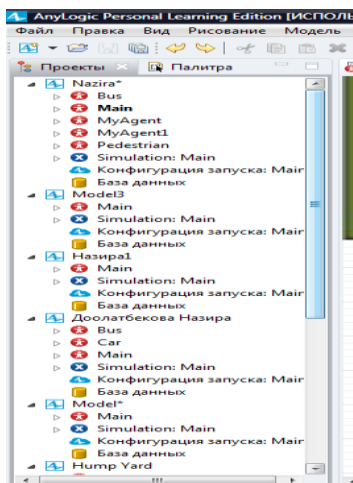 AnyLogic Personal Learning Edition [ИСПОЛЬ
Файл Правка Вид Рисование Модель
Проекты Палитра
Nazira*
Bus
Main
MyAgent
MyAgent1
Pedestrian
Simulation: Main
Конфигурация запуска: Mair
База данных
Model3
Main
Simulation: Main
Конфигурация запуска: Mair
База данных
Назира1
Main
Simulation: Main
Конфигурация запуска: Mair
База данных
Доолатбекова Назира
Bus
Car
Main
Simulation: Main
Конфигурация запуска: Mair
База данных
Model*
Main
Simulation: Main
Конфигурация запуска: Mair
База данных
Hump Yard